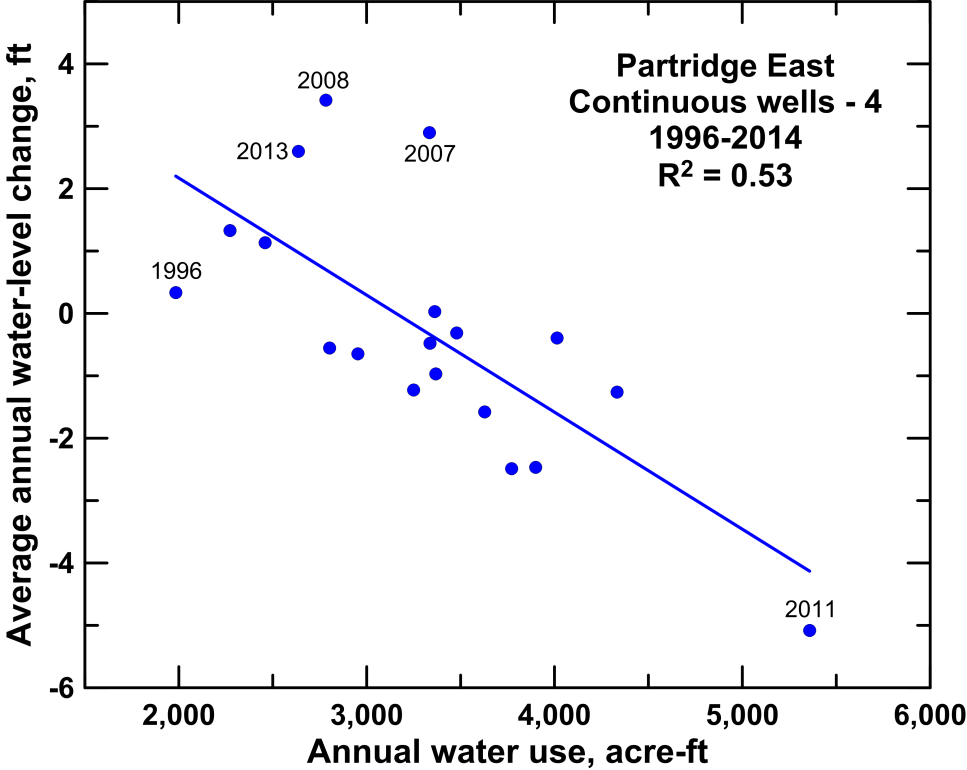 Partridge East
Continuous wells - 4
1996-2014
R² = 0.53
Average annual water-level change, ft
4
2
0
-2
-4
-6
2008
2013
2007
1996
2011
2,000 3,000 4,000 5,000 6,000
Annual water use, acre-ft